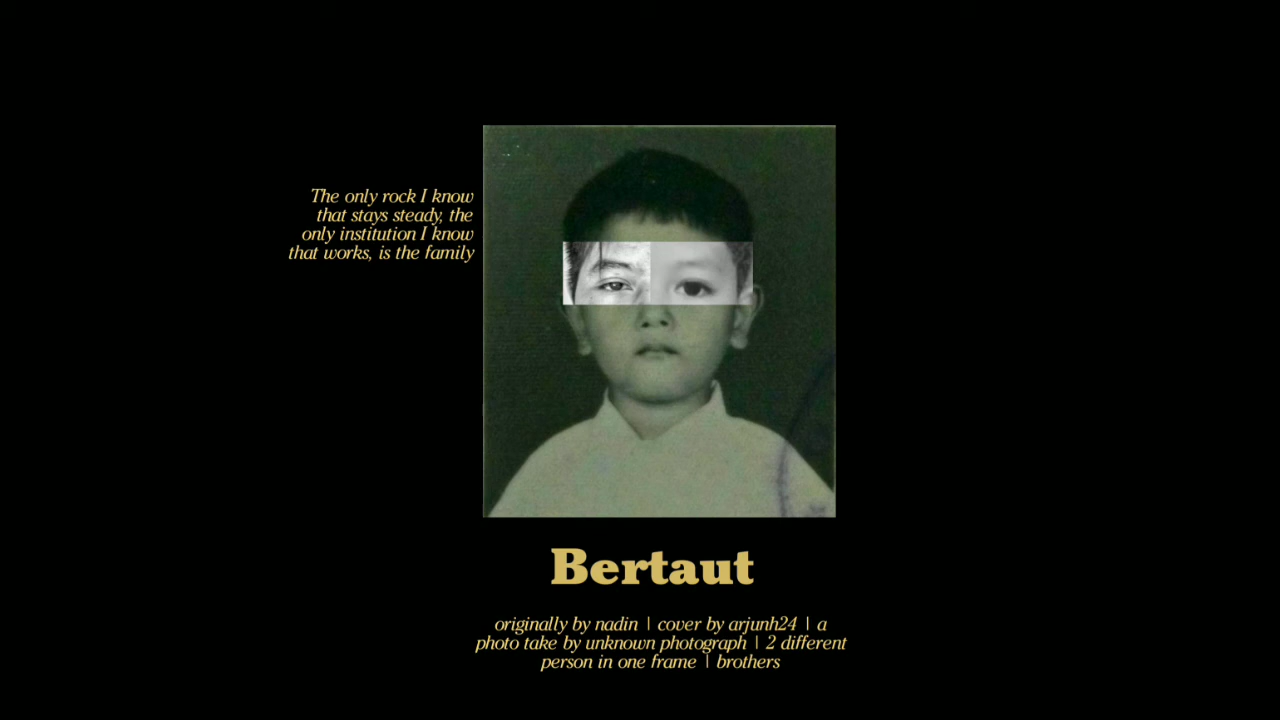 The only rock I know
that stays steady, the
only institution I know
that works, is the family
Bertaut
originally by nadin | cover by arjunh24 | a
photo take by unknown photograph | 2 different
person in one frame | brothers